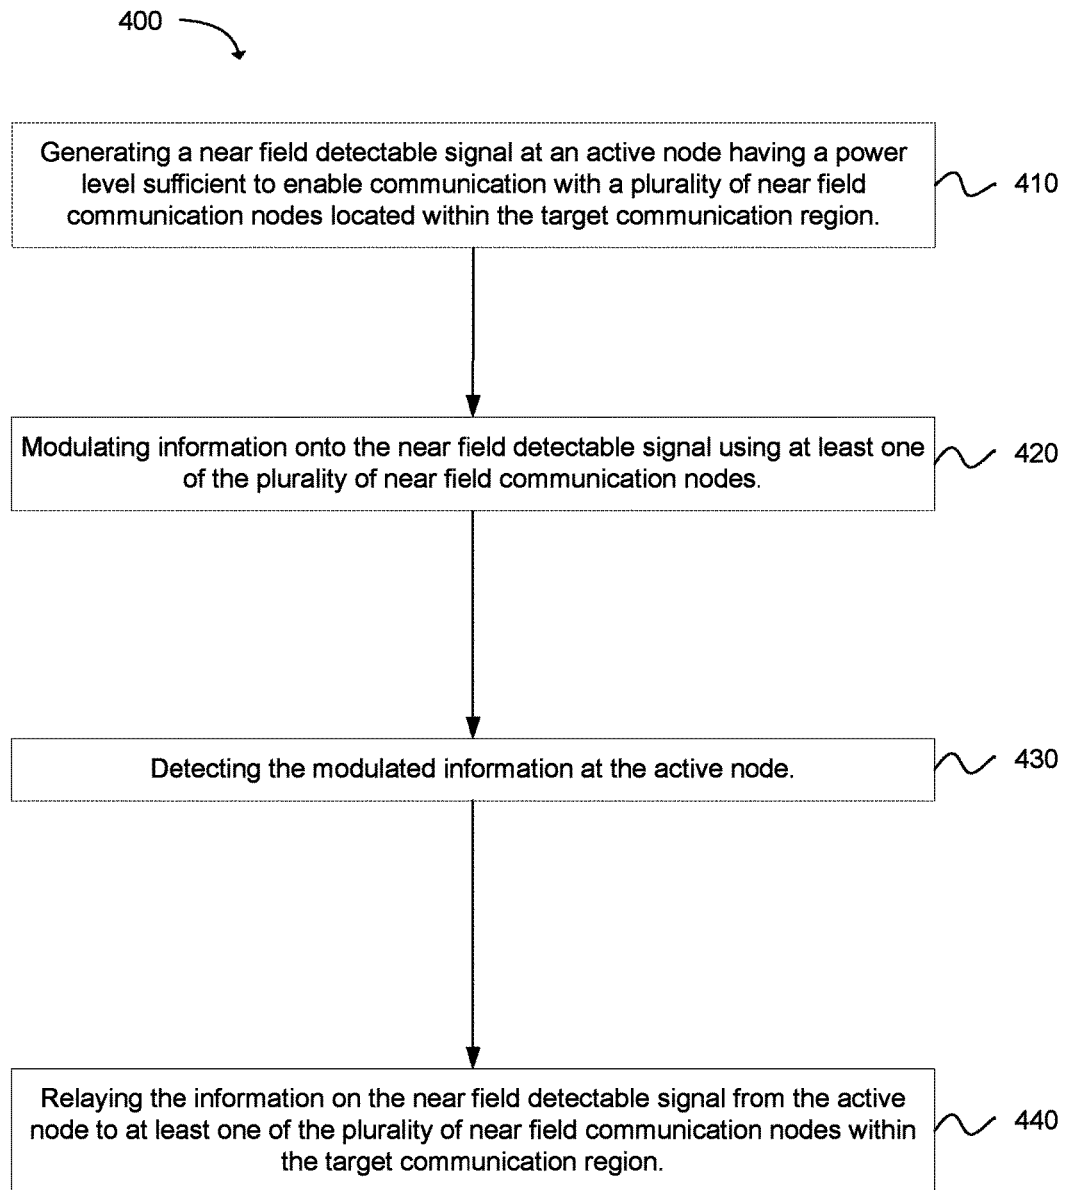 400
Generating a near field detectable signal at an active node having a power
level sufficient to enable communication with a plurality of near field
communication nodes located within the target communication region.
410
Modulating information onto the near field detectable signal using at least one
of the plurality of near field communication nodes.
420
Detecting the modulated information at the active node.
430
Relaying the information on the near field detectable signal from the active
node to at least one of the plurality of near field communication nodes within
the target communication region.
440